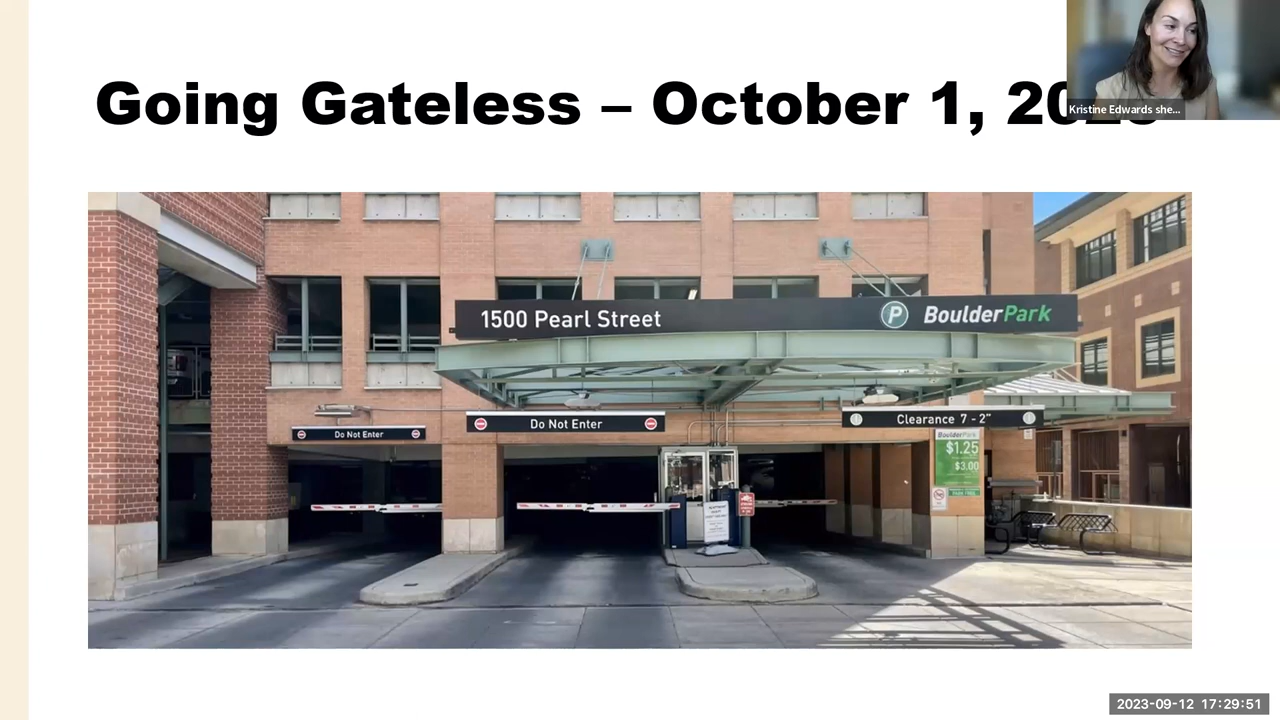 Going Gateless – October 1, 20
Kristine Edwards she...
1500 Pearl Street
P BoulderPark
Do Not Enter
Do Not Enter
Clearance 7 - 2”
BoulderPark
$1.25
$3.00
2023-09-12 17:29:51